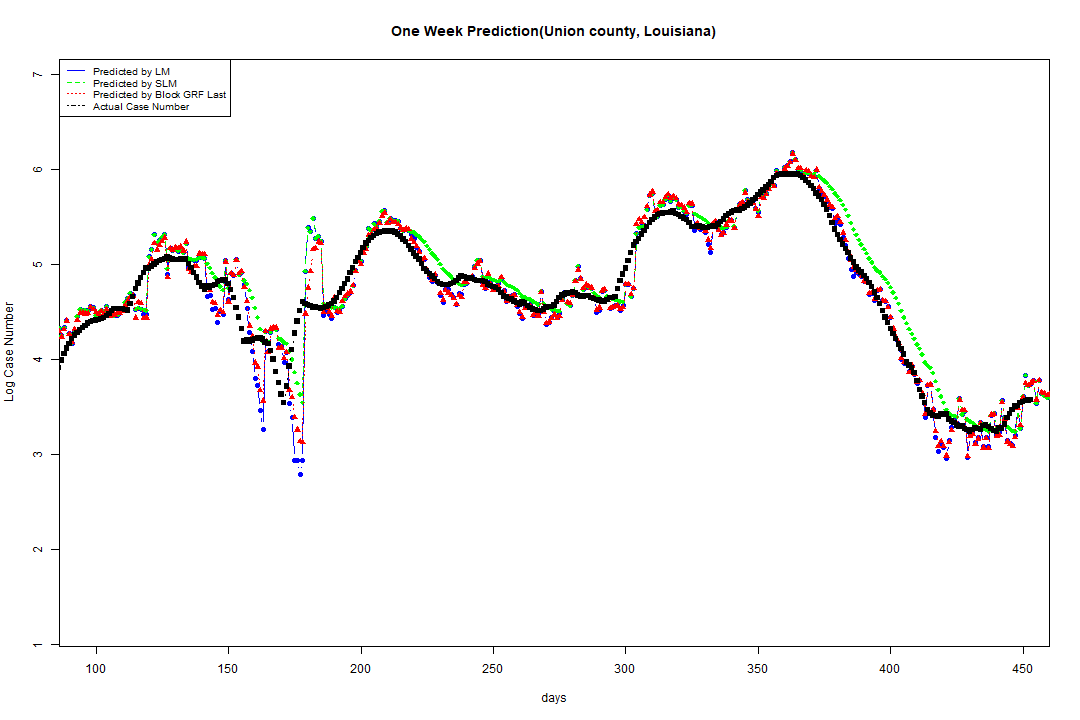 One Week Prediction(Union county, Louisiana)
Predicted by LM
Predicted by SLM
Predicted by Block GRF Last
Actual Case Number
7
6
5
4
3
2
1
Log Case Number
100 150 200 250 300 350 400 450
days